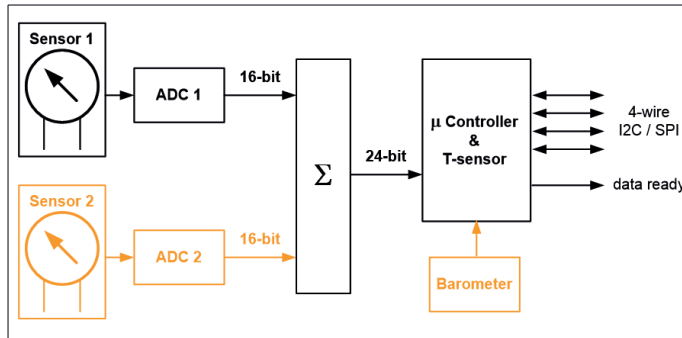 Sensor 1
ADC 1
16-bit
Sensor 2
ADC 2
16-bit
Σ
24-bit
μ Controller
&
T-sensor
4-wire
I2C / SPI
data ready
Barometer